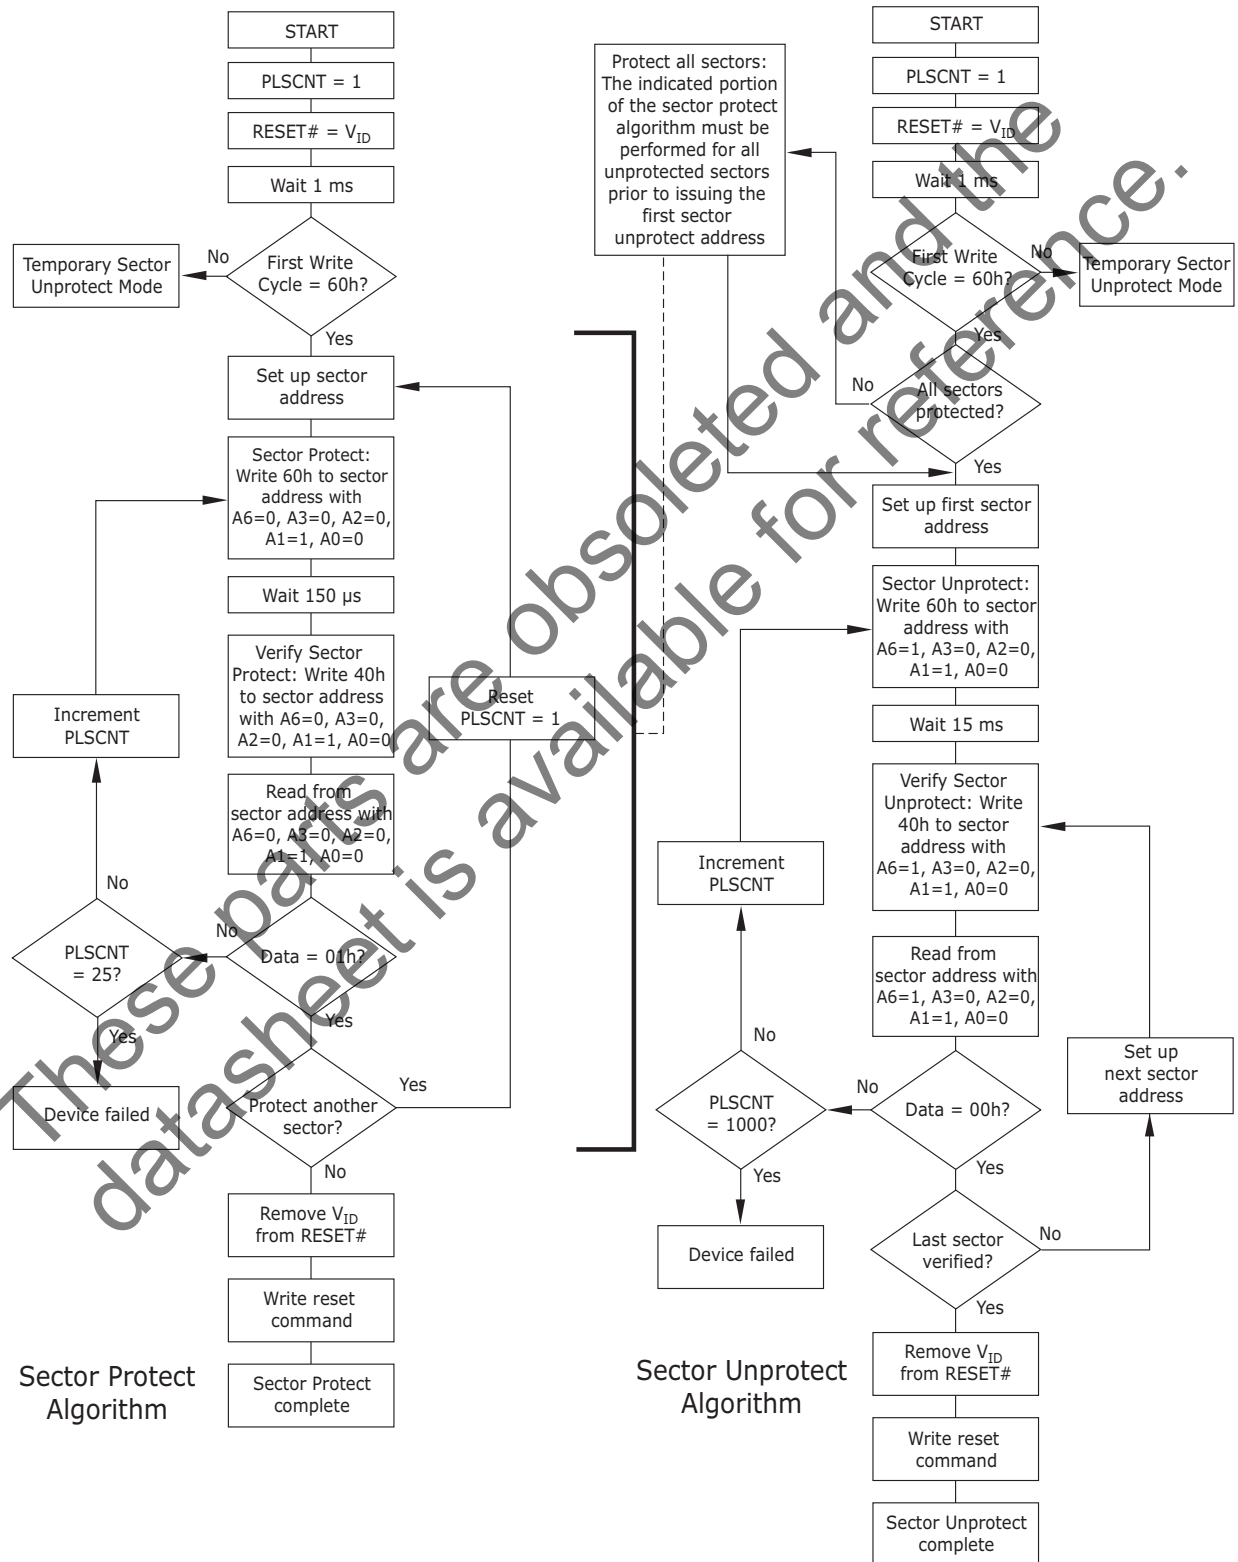 START
PLSCNT = 1
RESET# = VID
Wait 1 ms
First Write
Cycle = 60h?
No
Temporary Sector
Unprotect Mode
Yes
Set up sector
address
Sector Protect:
Write 60h to sector
address with
A6=0, A3=0, A2=0,
A1=1, A0=0
Wait 150 µs
Verify Sector
Protect: Write 40h
to sector address
with A6=0, A3=0,
A2=0, A1=1, A0=0
Reset
PLSCNT = 1
Increment
PLSCNT
Read from
sector address with
A6=0, A3=0, A2=0,
A1=1, A0=0
No
PLSCNT
= 25?
No
Data = 01h?
Yes
Yes
Device failed
Protect another
sector?
Yes
No
Remove VID
from RESET#
Write reset
command
Sector Protect
complete
Sector Protect
Algorithm
Protect all sectors:
The indicated portion
of the sector protect
algorithm must be
performed for all
unprotected sectors
prior to issuing the
first sector
unprotect address
START
PLSCNT = 1
RESET# = VID
Wait 1 ms
First Write
Cycle = 60h?
No
Temporary Sector
Unprotect Mode
Yes
No
All sectors
protected?
Yes
Set up first sector
address
Sector Unprotect:
Write 60h to sector
address with
A6=1, A3=0, A2=0,
A1=1, A0=0
Wait 15 ms
Verify Sector
Unprotect: Write
40h to sector
address with
A6=1, A3=0, A2=0,
A1=1, A0=0
Increment
PLSCNT
Read from
sector address with
A6=1, A3=0, A2=0,
A1=1, A0=0
No
Set up
next sector
address
PLSCNT
= 1000?
No
Data = 00h?
Yes
Yes
Device failed
Last sector
verified?
No
Yes
Remove VID
from RESET#
Write reset
command
Sector Unprotect
complete
Sector Unprotect
Algorithm
These parts are obsoleted and the
datasheet is available for reference.